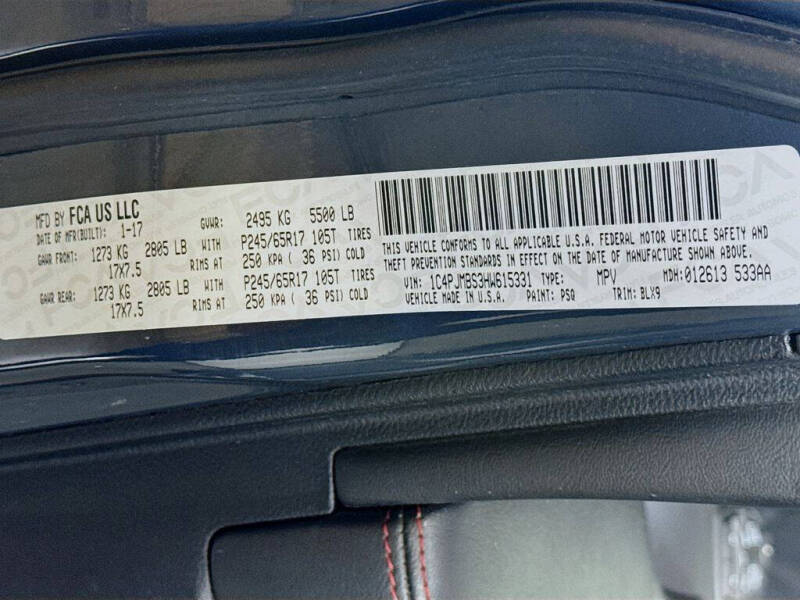 MFD BY FCA US LLC
DATE OF MFR(BUILT): 1-17 GVWR: 2495 KG 5500 LB
GAWR FRONT: 1273 KG 2805 LB WITH P245/65R17 105T TIRES
17X7.5 RIMS AT 250 KPA ( 36 PSI) COLD
GAWR REAR: 1273 KG 2805 LB WITH P245/65R17 105T TIRES
17X7.5 RIMS AT 250 KPA ( 36 PSI) COLD
THIS VEHICLE CONFORMS TO ALL APPLICABLE U.S.A. FEDERAL MOTOR VEHICLE SAFETY AND
THEFT PREVENTION STANDARDS IN EFFECT ON THE DATE OF MANUFACTURE SHOWN ABOVE.
VIN: 1C4PJMBS3HW615331 TYPE: MPV MDH: 012613 533AA
VEHICLE MADE IN U.S.A. PAINT: PSQ TRIM: BLX9